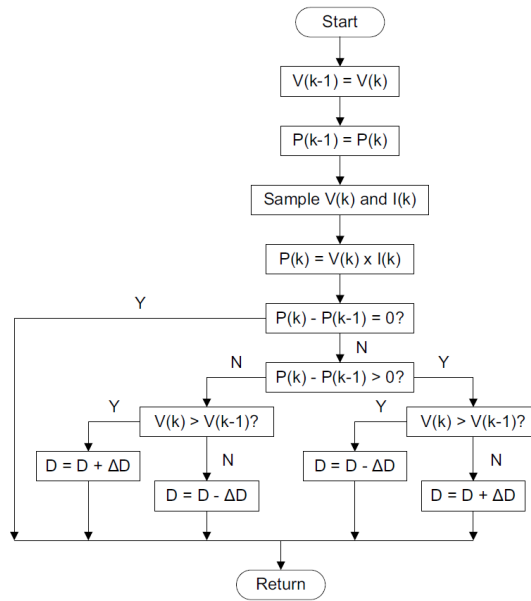 Start
V(k-1) = V(k)
P(k-1) = P(k)
Sample V(k) and I(k)
P(k) = V(k) x I(k)
Y
P(k) - P(k-1) = 0?
N
N
P(k) - P(k-1) > 0?
Y
Y
V(k) > V(k-1)?
Y
V(k) > V(k-1)?
D = D + ΔD
N
D = D - ΔD
N
D = D - ΔD
D = D + ΔD
Return